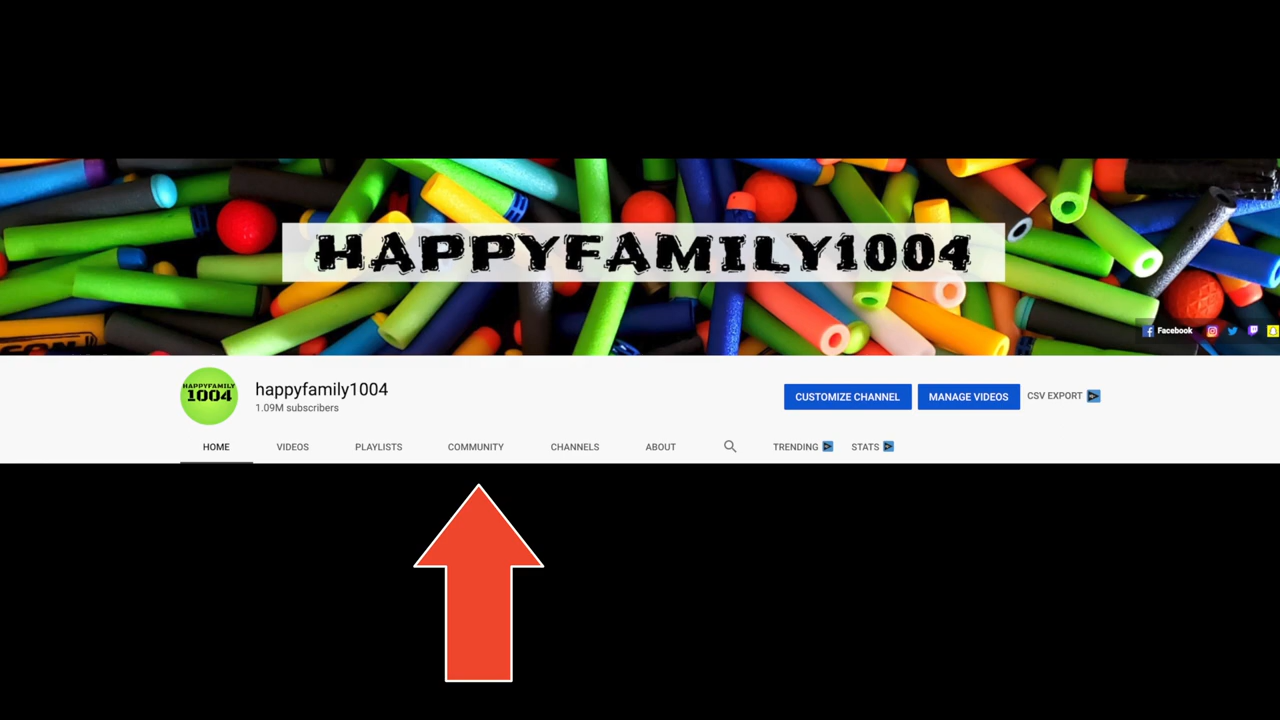 HAPPYFAMILY1004
Facebook
HAPPYFAMILY
1004
happyfamily1004
1.09M subscribers
CUSTOMIZE CHANNEL
MANAGE VIDEOS
CSV EXPORT
HOME
VIDEOS
PLAYLISTS
COMMUNITY
CHANNELS
ABOUT
TRENDING
STATS